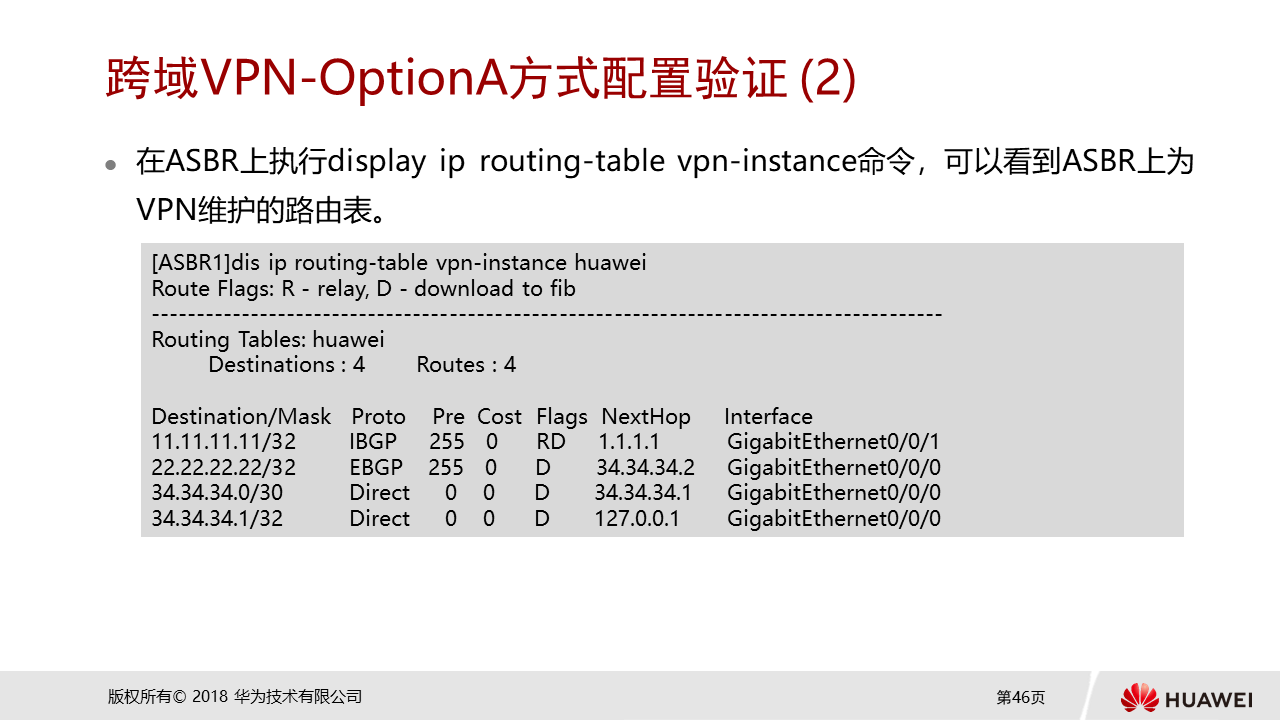 跨域VPN-OptionA方式配置验证 (2)
在ASBR上执行display ip routing-table vpn-instance命令，可以看到ASBR上为
VPN维护的路由表。
[ASBR1]dis ip routing-table vpn-instance huawei
Route Flags: R - relay, D - download to fib
----------------------------------------------------------------------------------------
Routing Tables: huawei
Destinations : 4 Routes : 4
Destination/Mask Proto Pre Cost Flags NextHop Interface
11.11.11.11/32 IBGP 255 0 RD 1.1.1.1 GigabitEthernet0/0/1
22.22.22.22/32 EBGP 255 0 D 34.34.34.2 GigabitEthernet0/0/0
34.34.34.0/30 Direct 0 0 D 34.34.34.1 GigabitEthernet0/0/0
34.34.34.1/32 Direct 0 0 D 127.0.0.1 GigabitEthernet0/0/0
版权所有© 2018 华为技术有限公司
第46页
HUAWEI